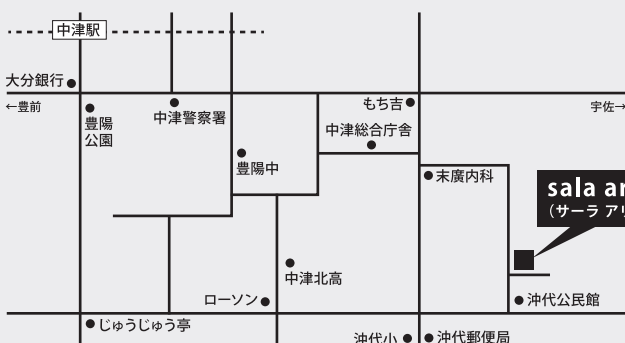 中津駅
大分銀行
←豊前
豊陽
公園
中津警察署
もち吉
宇佐→
中津総合庁舎
豊陽中
末廣内科
sala ar
(サーラ アリ
中津北高
ローソン
沖代公民館
じゅうじゅう亭
沖代小
沖代郵便局